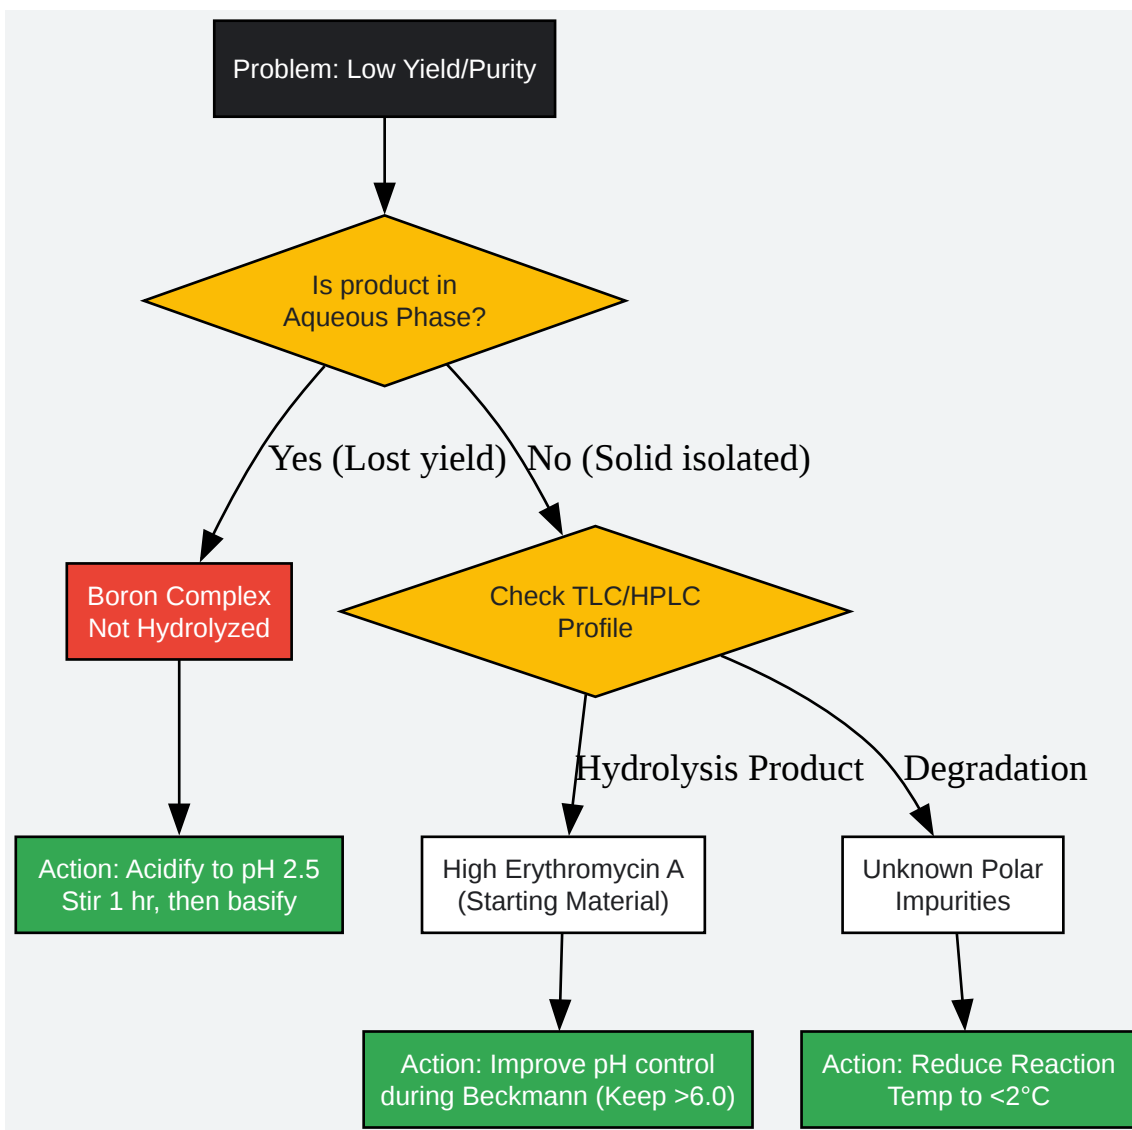 Problem: Low Yield/Purity
Is product in
Aqueous Phase?
Yes (Lost yield)
No (Solid isolated)
Boron Complex
Not Hydrolyzed
Check TLC/HPLC
Profile
Hydrolysis Product
Degradation
Action: Acidify to pH 2.5
Stir 1 hr, then basify
High Erythromycin A
(Starting Material)
Unknown Polar
Impurities
Action: Improve pH control
during Beckmann (Keep >6.0)
Action: Reduce Reaction
Temp to <2°C